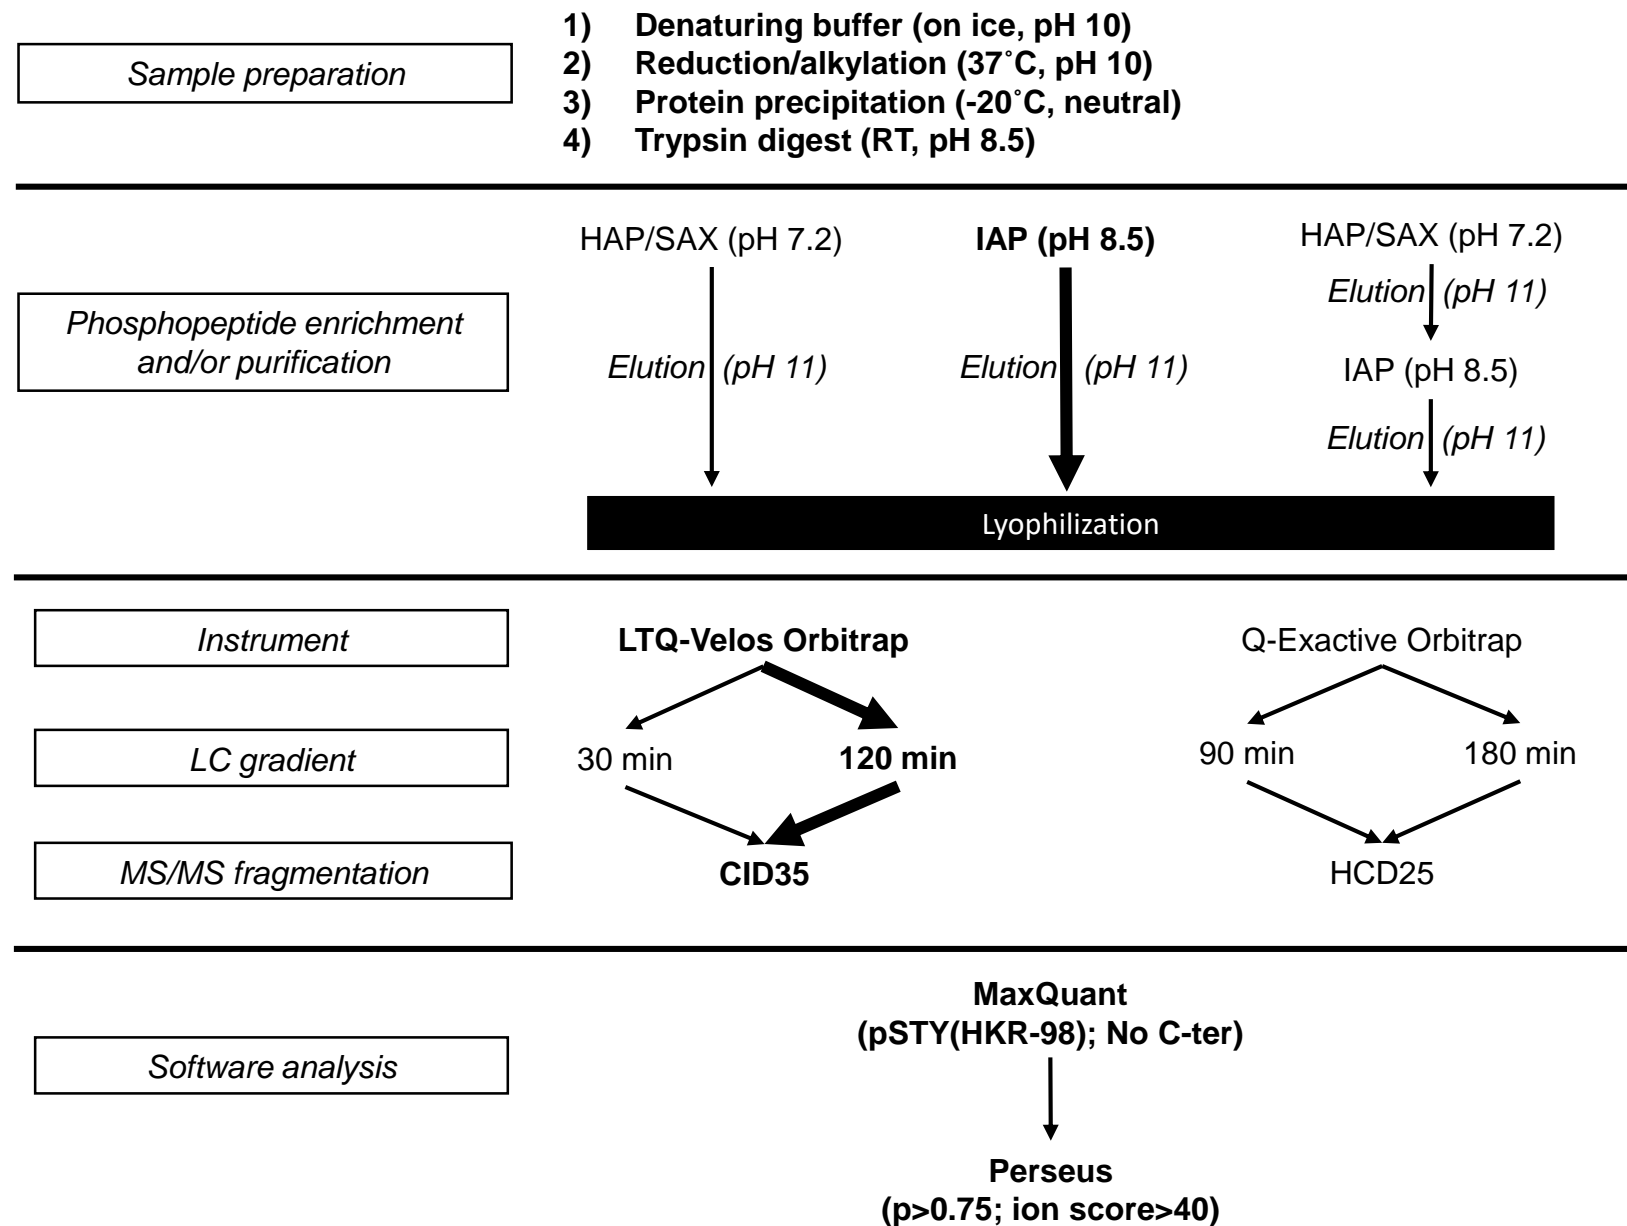 Sample preparation
1) Denaturing buffer (on ice, pH 10)
2) Reduction/alkylation (37˚C, pH 10)
3) Protein precipitation (-20˚C, neutral)
4) Trypsin digest (RT, pH 8.5)
Phosphopeptide enrichment
and/or purification
HAP/SAX (pH 7.2)
Elution (pH 11)
IAP (pH 8.5)
Elution (pH 11)
HAP/SAX (pH 7.2)
Elution (pH 11)
IAP (pH 8.5)
Elution (pH 11)
Lyophilization
Instrument
LTQ-Velos Orbitrap
Q-Exactive Orbitrap
LC gradient
30 min
120 min
90 min
180 min
MS/MS fragmentation
CID35
HCD25
Software analysis
MaxQuant
(pSTY(HKR-98); No C-ter)
Perseus
(p>0.75; ion score>40)